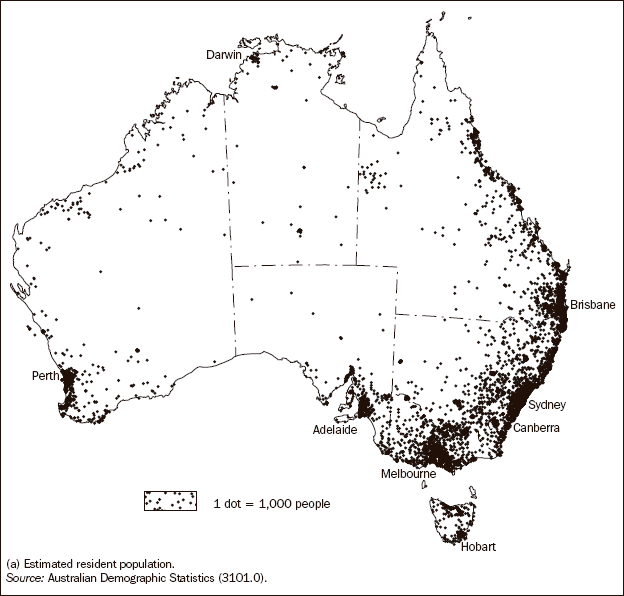 Darwin
Brisbane
Perth
Sydney
Adelaide
Canberra
Melbourne
1 dot = 1,000 people
Hobart
(a) Estimated resident population.
Source: Australian Demographic Statistics (3101.0).